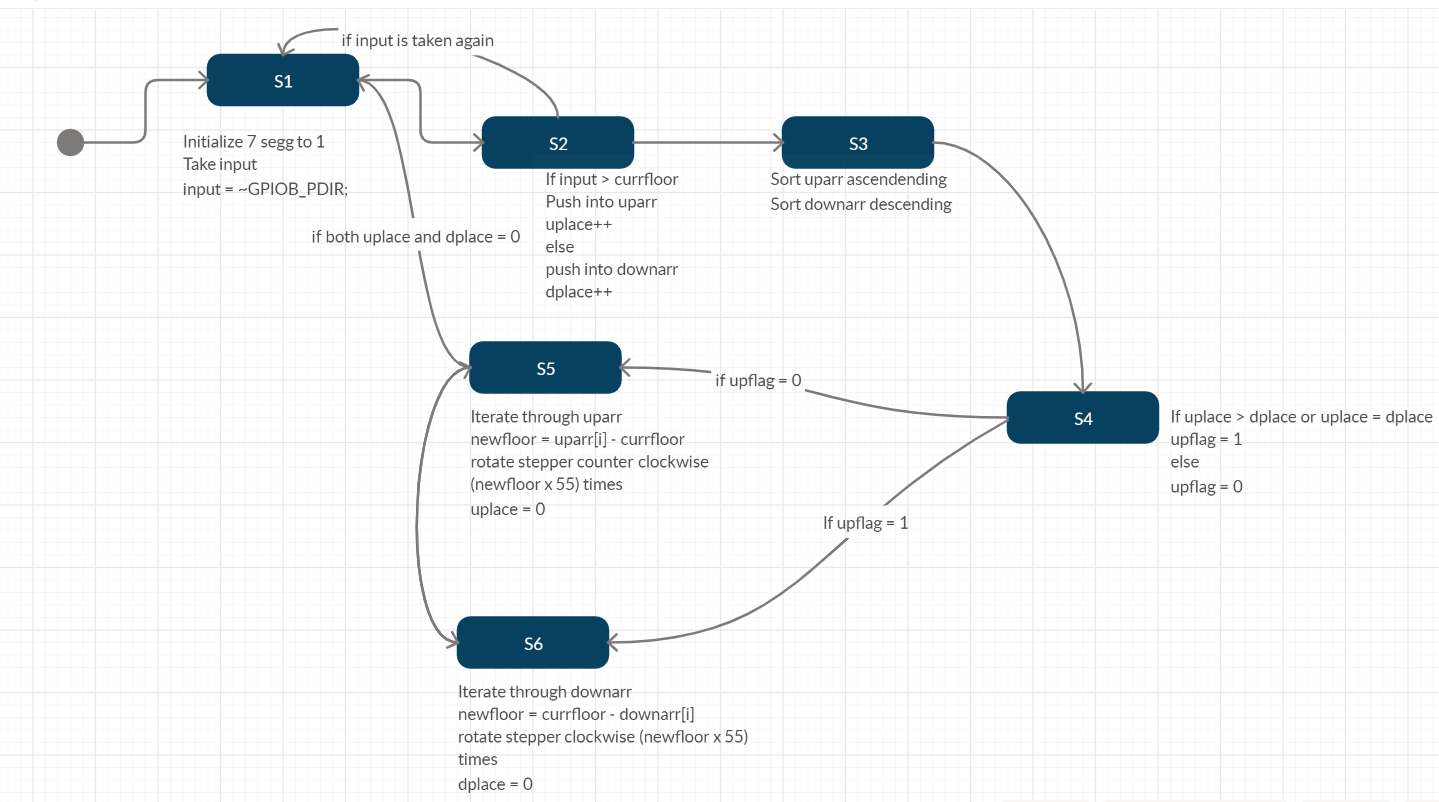 if input is taken again
S1
Initialize 7 segg to 1
Take input
input = ~GPIOB_PDIR;
S2
If input > currfloor
Push into uparr
uplace++
else
push into downarr
dplace++
S3
Sort uparr ascendending
Sort downarr descending
if both uplace and dplace = 0
S5
Iterate through uparr
newfloor = uparr[i] - currfloor
rotate stepper counter clockwise
(newfloor x 55) times
uplace = 0
if upflag = 0
S4
If uplace > dplace or uplace = dplace
upflag = 1
else
upflag = 0
If upflag = 1
S6
Iterate through downarr
newfloor = currfloor - downarr[i]
rotate stepper clockwise (newfloor x 55)
times
dplace = 0